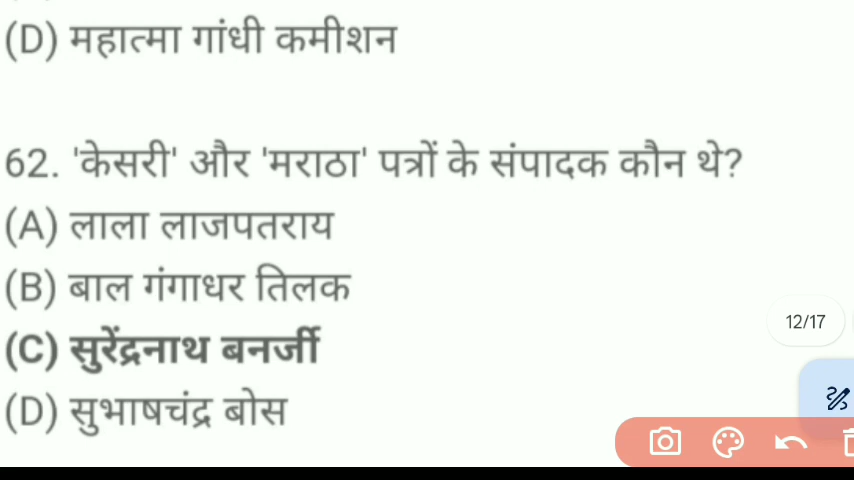 (D) महात्मा गांधी कमीशन
62. 'केसरी' और 'मराठा' पत्रों के संपादक कौन थे?
(A) लाला लाजपतराय
(B) बाल गंगाधर तिलक
(C) सुरेंद्रनाथ बनर्जी
(D) सुभाषचंद्र बोस
12/17